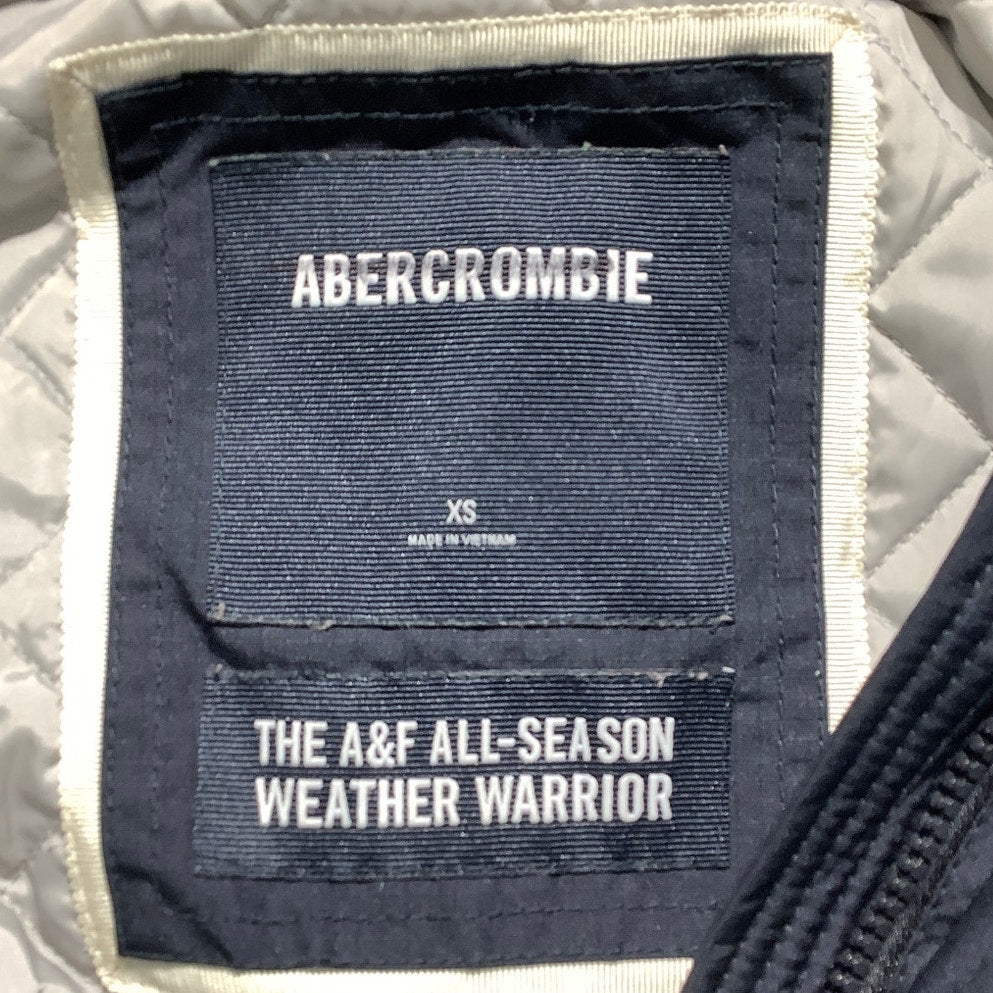 ABERCROMBIE
XS
MADE IN VIETNAM
THE A&F ALL-SEASON
WEATHER WARRIOR